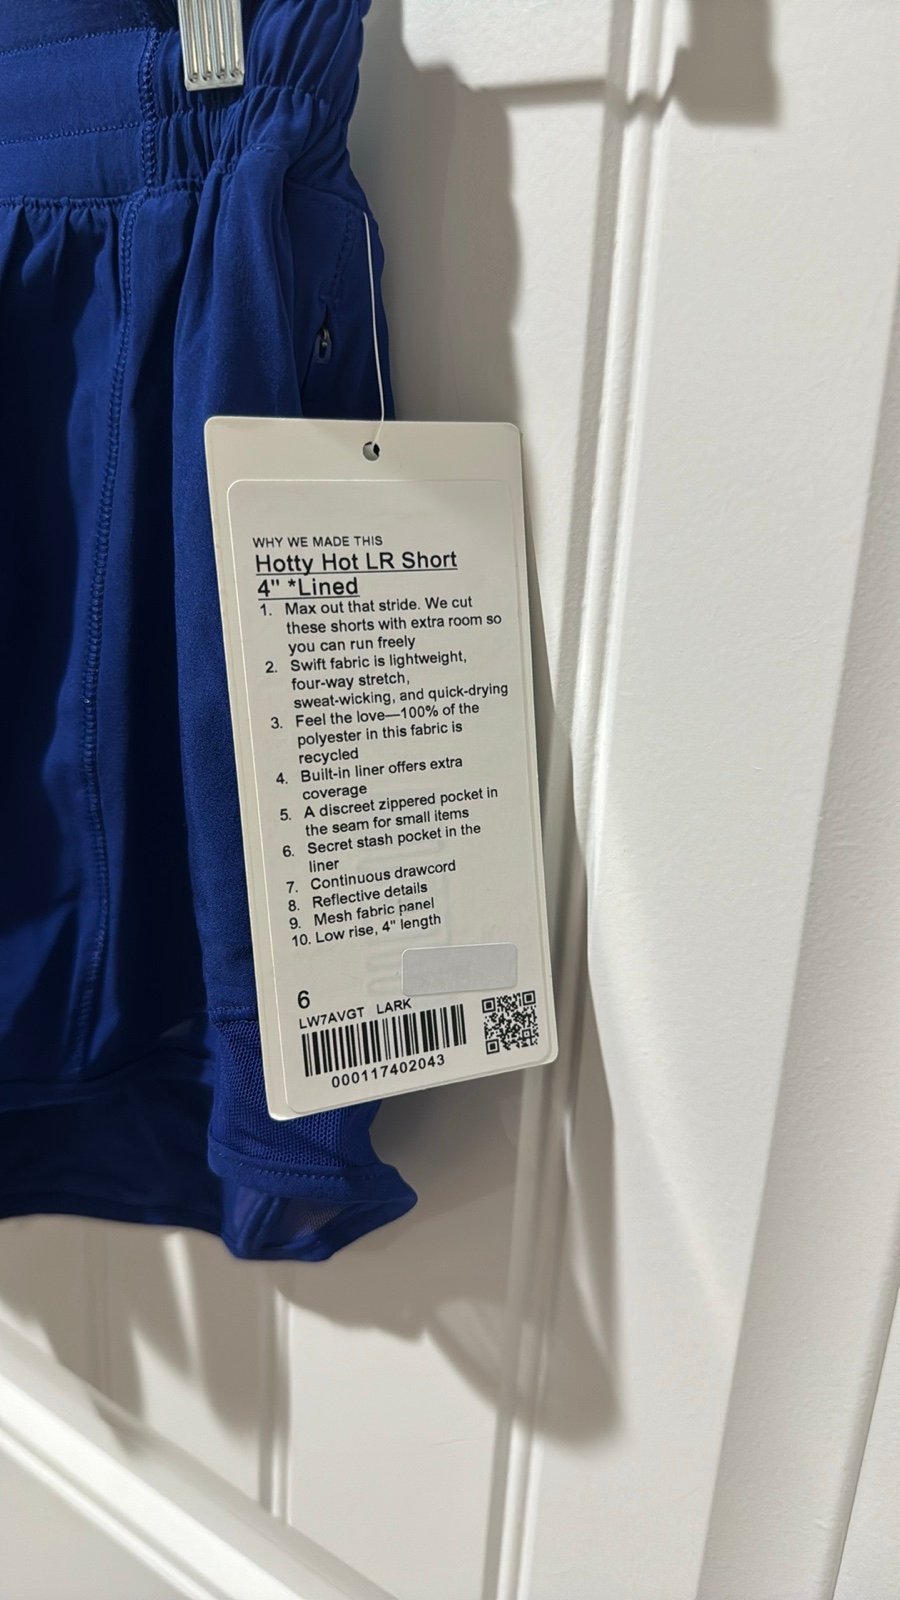 WHY WE MADE THIS
Hotty Hot LR Short
4" *Lined
1. Max out that stride. We cut
these shorts with extra room so
you can run freely
2. Swift fabric is lightweight,
four-way stretch,
sweat-wicking, and quick-drying
3. Feel the love—100% of the
polyester in this fabric is
recycled
4. Built-in liner offers extra
coverage
5. A discreet zippered pocket in
the seam for small items
6. Secret stash pocket in the
liner
7. Continuous drawcord
8. Reflective details
9. Mesh fabric panel
10. Low rise, 4" length
6
LW7AVGT LARK
000117402043